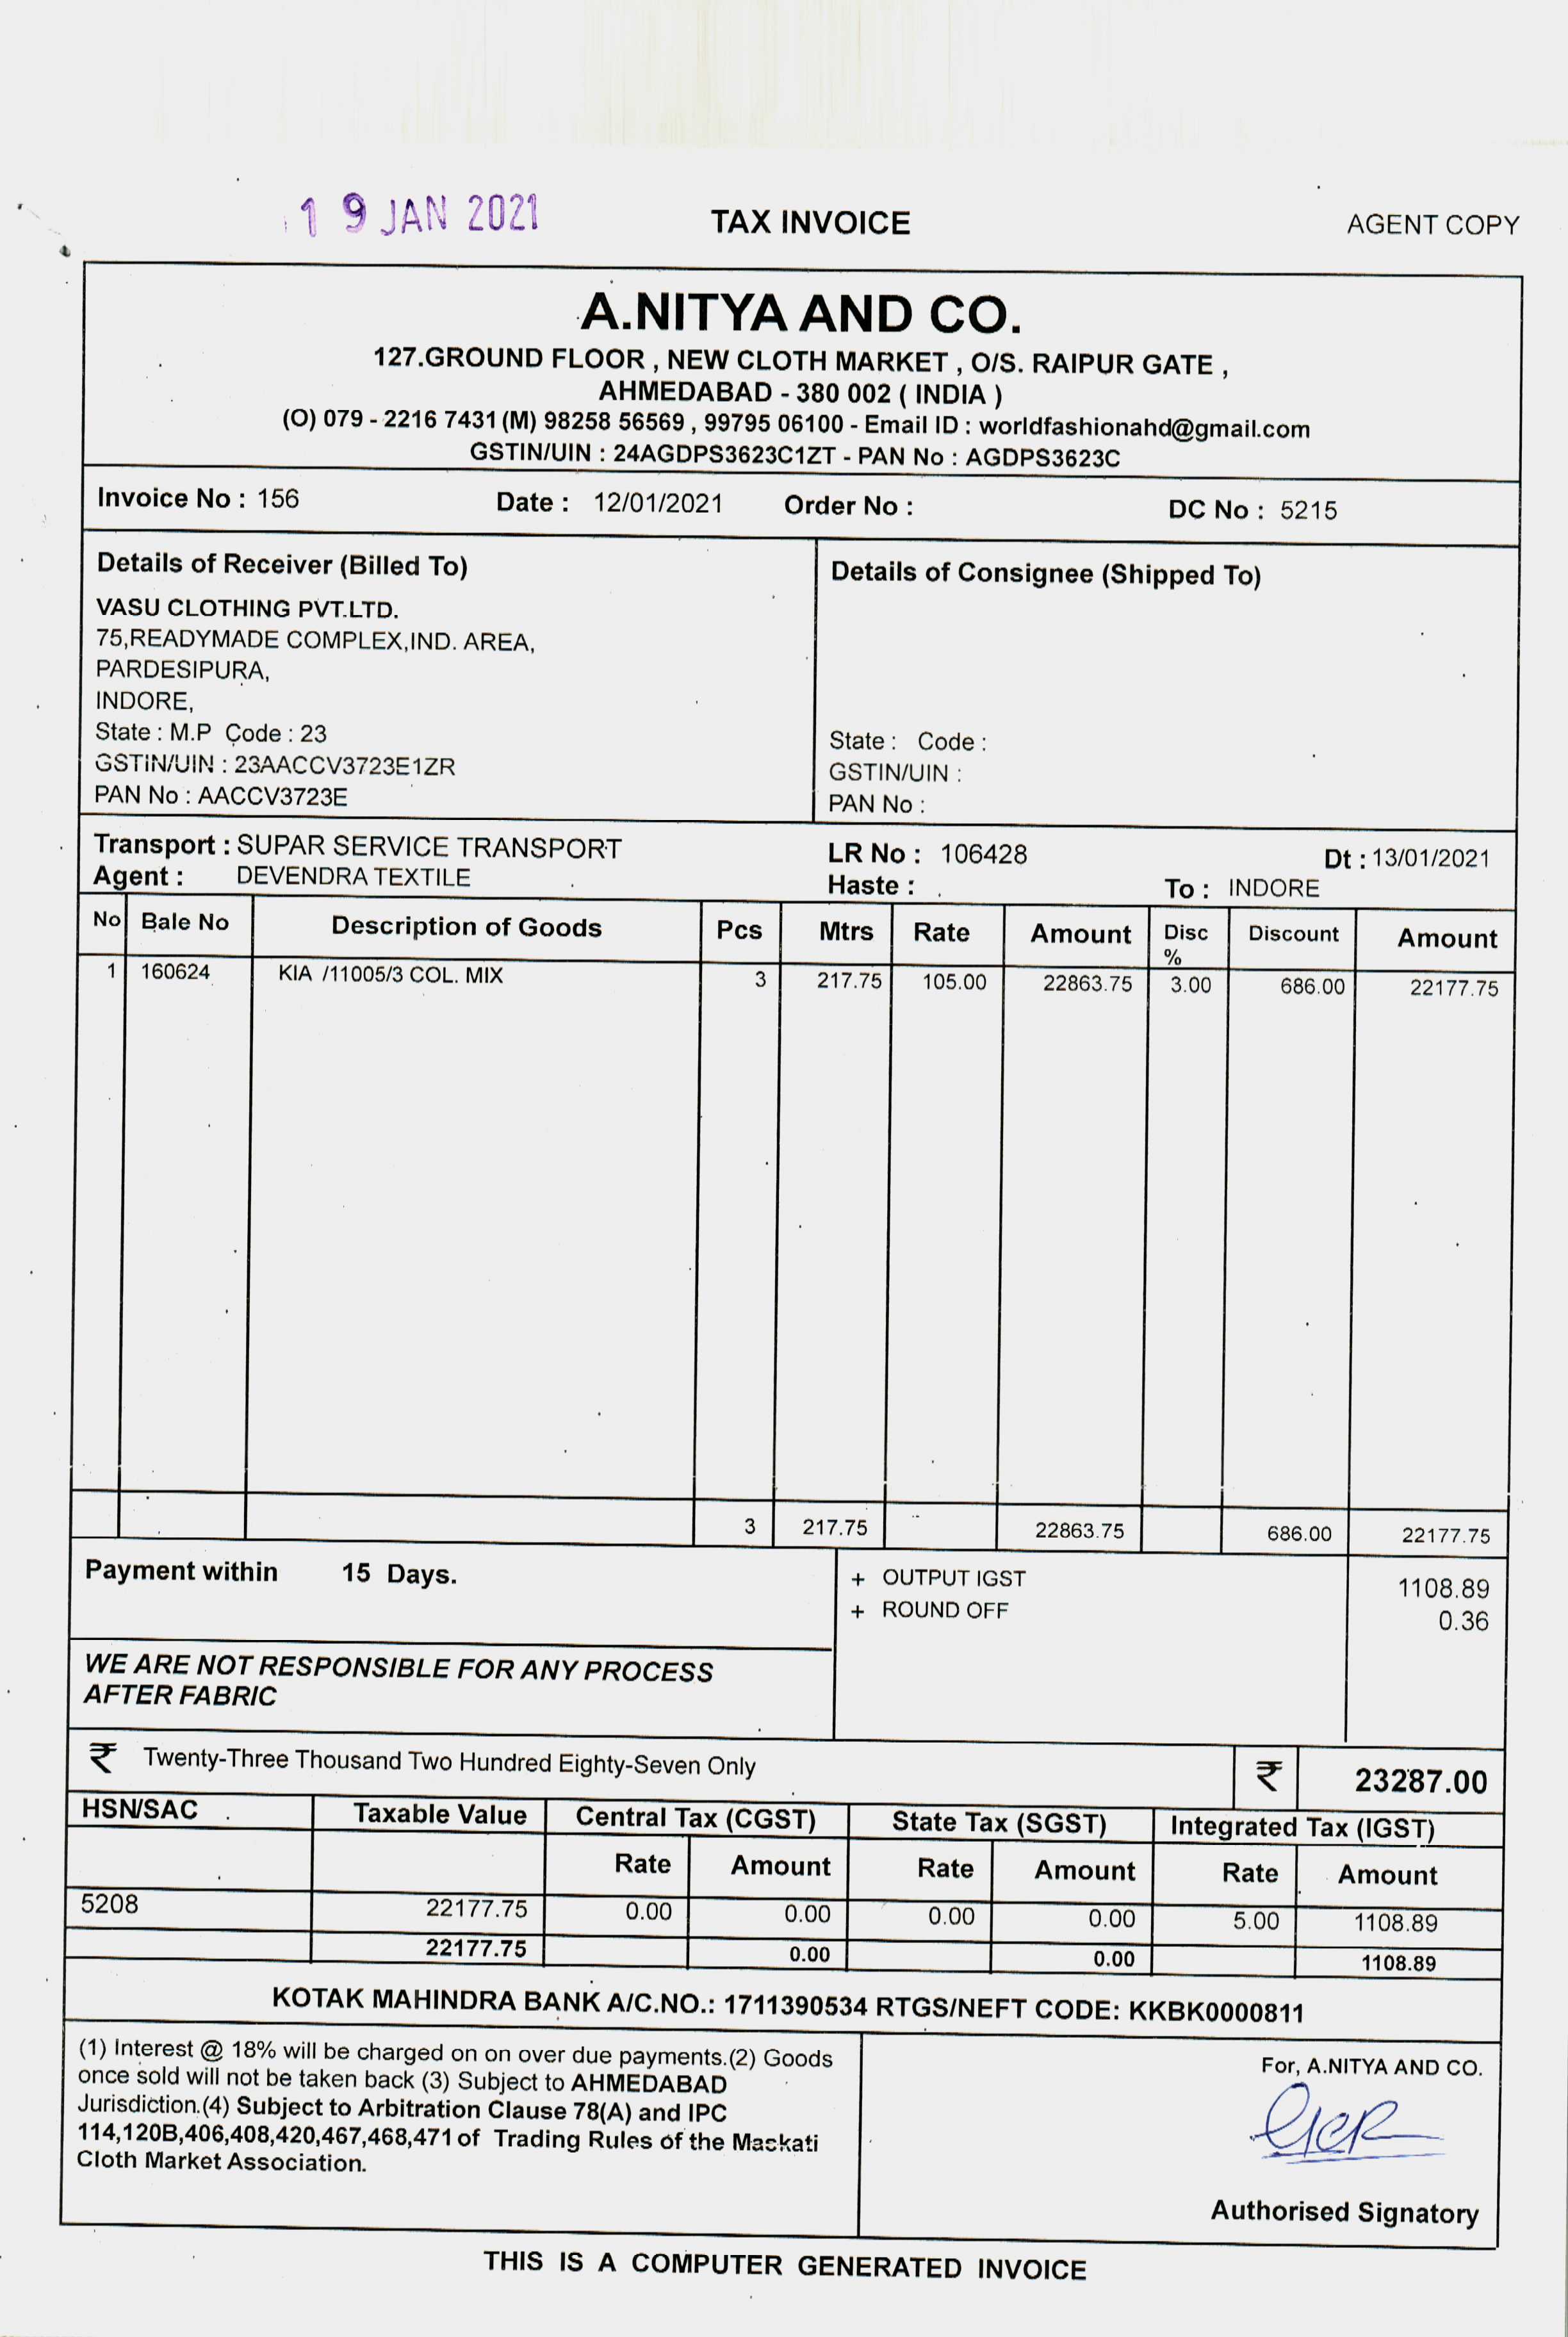 19 JAN 2021
TAX INVOICE
AGENT COPY
A.NITYA AND CO.
127.GROUND FLOOR , NEW CLOTH MARKET , O/S. RAIPUR GATE ,
AHMEDABAD - 380 002 ( INDIA )
(O) 079 - 2216 7431 (M) 98258 56569 , 99795 06100 - Email ID : worldfashionahd@gmail.com
GSTIN/UIN : 24AGDPS3623C1ZT - PAN No : AGDPS3623C
Invoice No : 156 Date : 12/01/2021 Order No : DC No : 5215
Details of Receiver (Billed To)
VASU CLOTHING PVT.LTD.
75,READYMADE COMPLEX,IND. AREA,
PARDESIPURA,
INDORE,
State : M.P Code : 23
GSTIN/UIN : 23AACCV3723E1ZR
PAN No : AACCV3723E
Details of Consignee (Shipped To)
State : Code :
GSTIN/UIN :
PAN No :
Transport : SUPAR SERVICE TRANSPORT LR No : 106428 Dt : 13/01/2021
Agent : DEVENDRA TEXTILE Haste : To : INDORE
No Bale No Description of Goods Pcs Mtrs Rate Amount Disc % Discount Amount
1 160624 KIA /11005/3 COL. MIX 3 217.75 105.00 22863.75 3.00 686.00 22177.75
3 217.75 22863.75 686.00 22177.75
Payment within 15 Days.
+ OUTPUT IGST 1108.89
+ ROUND OFF 0.36
WE ARE NOT RESPONSIBLE FOR ANY PROCESS
AFTER FABRIC
₹ Twenty-Three Thousand Two Hundred Eighty-Seven Only ₹ 23287.00
HSN/SAC Taxable Value Central Tax (CGST) State Tax (SGST) Integrated Tax (IGST)
Rate Amount Rate Amount Rate Amount
5208 22177.75 0.00 0.00 0.00 0.00 5.00 1108.89
22177.75 0.00 0.00 1108.89
KOTAK MAHINDRA BANK A/C.NO.: 1711390534 RTGS/NEFT CODE: KKBK0000811
(1) Interest @ 18% will be charged on on over due payments.(2) Goods
once sold will not be taken back (3) Subject to AHMEDABAD
Jurisdiction.(4) Subject to Arbitration Clause 78(A) and IPC
114,120B,406,408,420,467,468,471 of Trading Rules of the Maskati
Cloth Market Association.
For, A.NITYA AND CO.
Authorised Signatory
THIS IS A COMPUTER GENERATED INVOICE